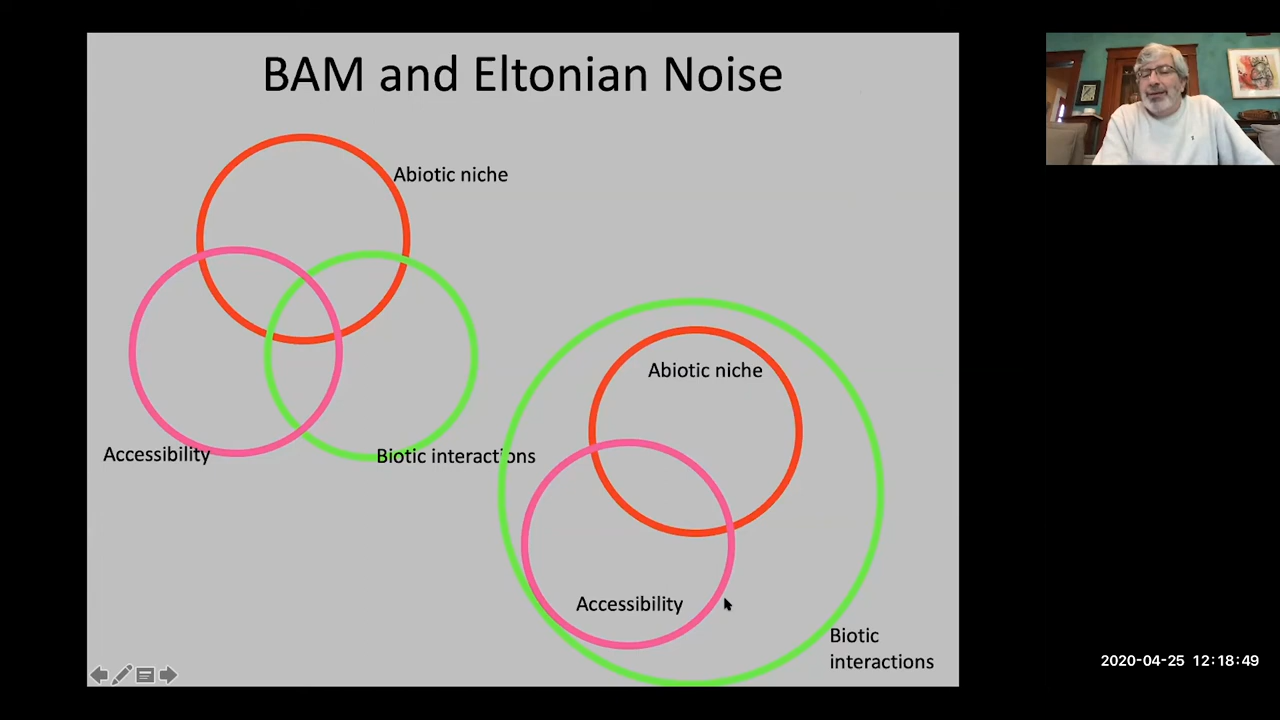 BAM and Eltonian Noise
Abiotic niche
Accessibility
Biotic interactions
Abiotic niche
Accessibility
Biotic
interactions
2020-04-25 12:18:49